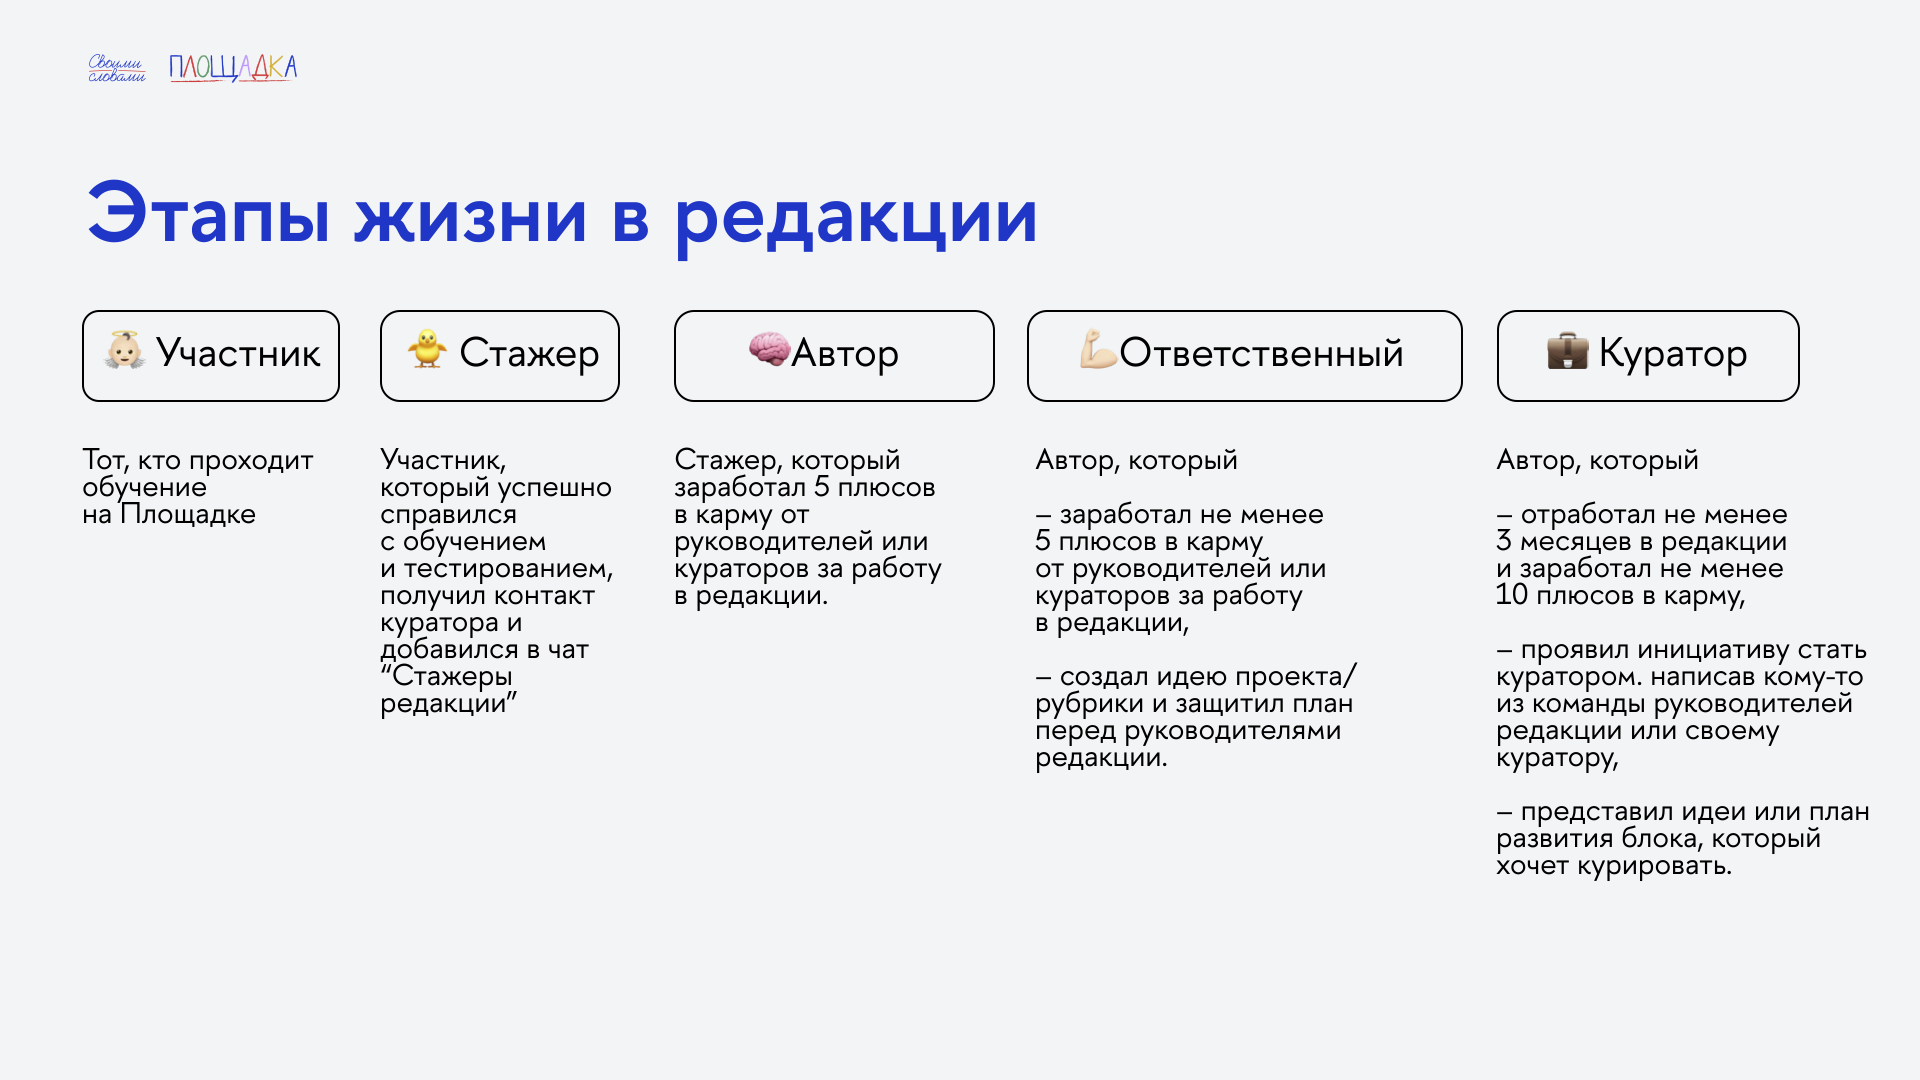 Своими
словами
ПЛОЩАДКА
Этапы жизни в редакции
Участник
Тот, кто проходит
обучение
на Площадке
Стажер
Участник,
который успешно
справился
с обучением
и тестированием,
получил контакт
куратора и
добавился в чат
“Стажеры
редакции”
Автор
Стажер, который
заработал 5 плюсов
в карму от
руководителей или
кураторов за работу
в редакции.
Ответственный
Автор, который
– заработал не менее
5 плюсов в карму
от руководителей или
кураторов за работу
в редакции,
– создал идею проекта/
рубрики и защитил план
перед руководителями
редакции.
Куратор
Автор, который
– отработал не менее
3 месяцев в редакции
и заработал не менее
10 плюсов в карму,
– проявил инициативу стать
куратором. написав кому-то
из команды руководителей
редакции или своему
куратору,
– представил идеи или план
развития блока, который
хочет курировать.